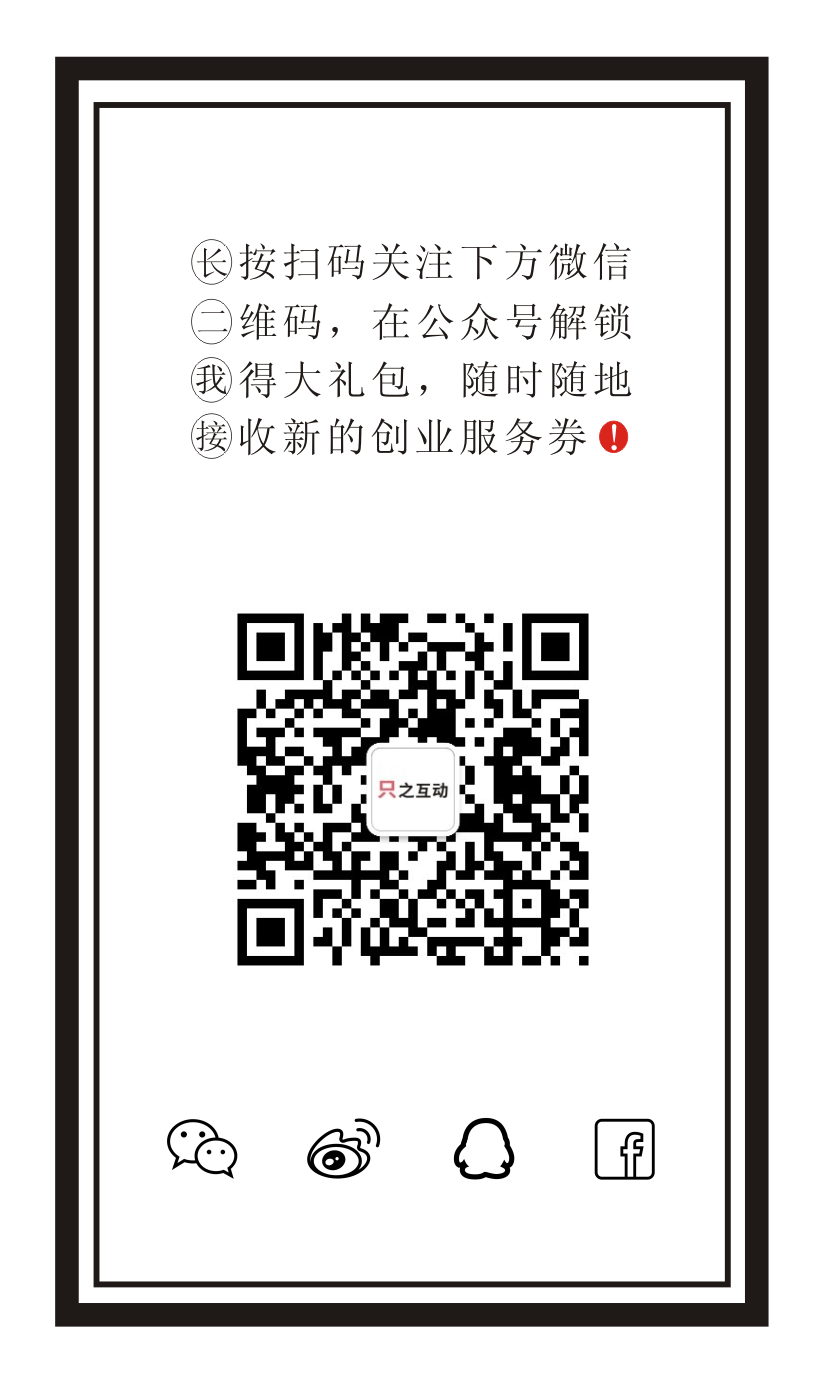 长按扫码关注下方微信
二维码，在公众号解锁
我得大礼包，随时随地
接收新的创业服务券!
只之互动